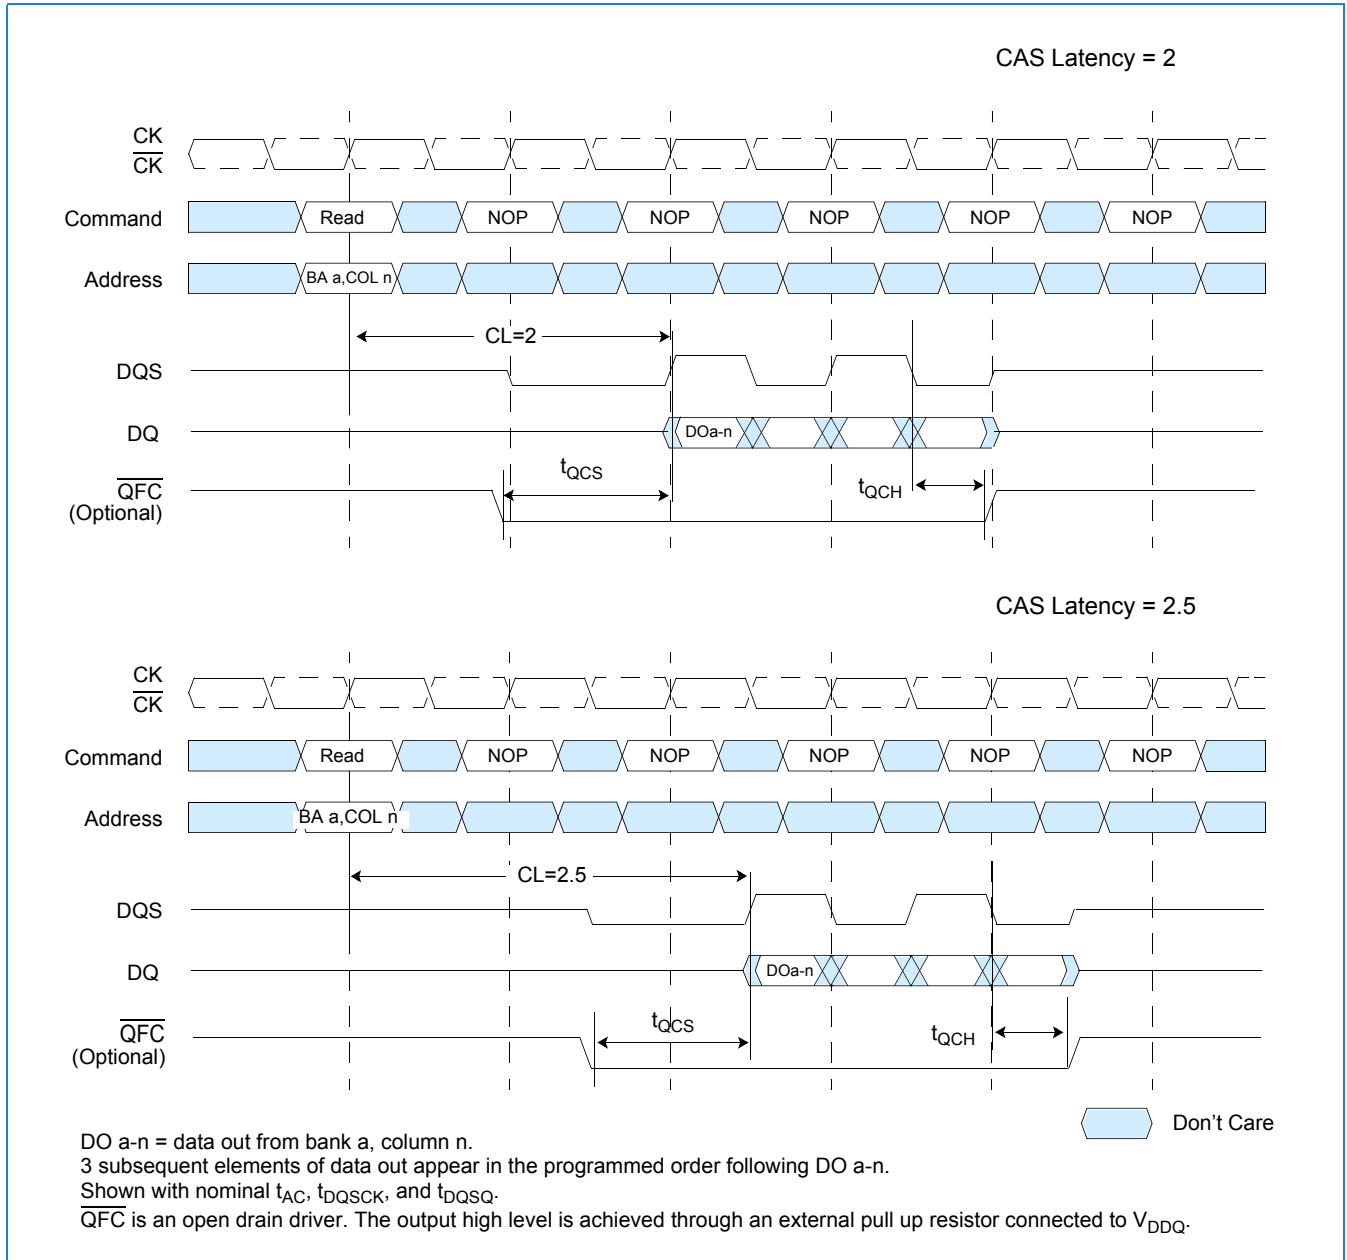 CAS Latency = 2
CK
CK
Command Read NOP NOP NOP NOP NOP
Address BA a,COL n
CL=2
DQS
DQ DOa-n
tQCS
tQCH
QFC
(Optional)
CAS Latency = 2.5
CK
CK
Command Read NOP NOP NOP NOP NOP
Address BA a,COL n
CL=2.5
DQS
DQ DOa-n
tQCS
tQCH
QFC
(Optional)
Don't Care
DO a-n = data out from bank a, column n.
3 subsequent elements of data out appear in the programmed order following DO a-n.
Shown with nominal tAC, tDQSCK, and tDQSQ.
QFC is an open drain driver. The output high level is achieved through an external pull up resistor connected to VDDQ.